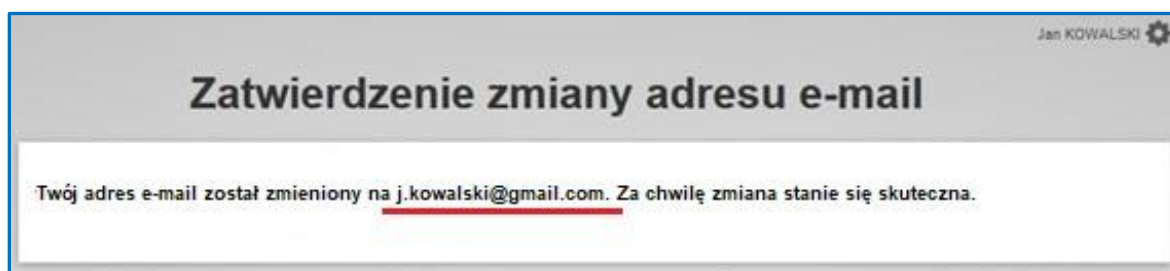 Jan KOWALSKI
Zatwierdzenie zmiany adresu e-mail
Twój adres e-mail został zmieniony na j.kowalski@gmail.com. Za chwilę zmiana stanie się skuteczna.